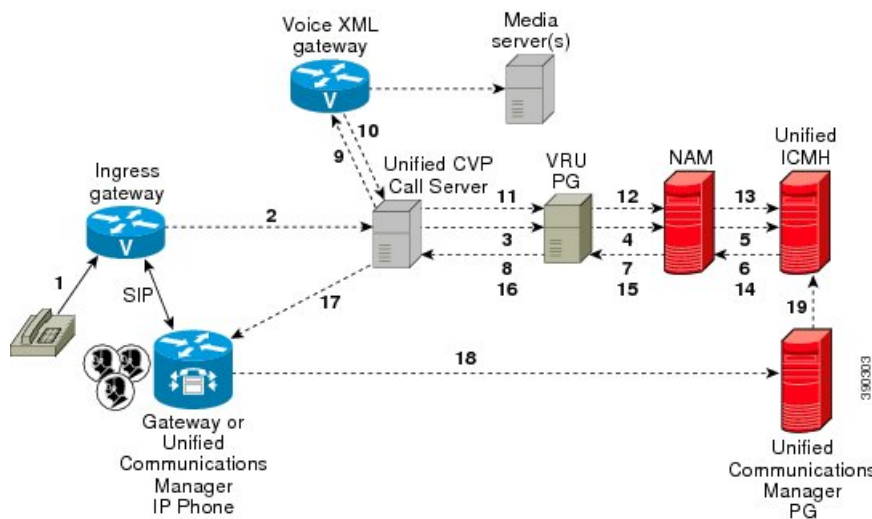 Voice XML
gateway
Media
server(s)
V
10
9
Ingress
gateway
Unified CVP
Call Server
VRU
PG
NAM
Unified
ICMH
2
11
12
13
V
3
4
5
1
SIP
8
7
6
17
16
15
14
19
18
390303
Gateway or
Unified
Communications
Manager
IP Phone
Unified
Communications
Manager
PG